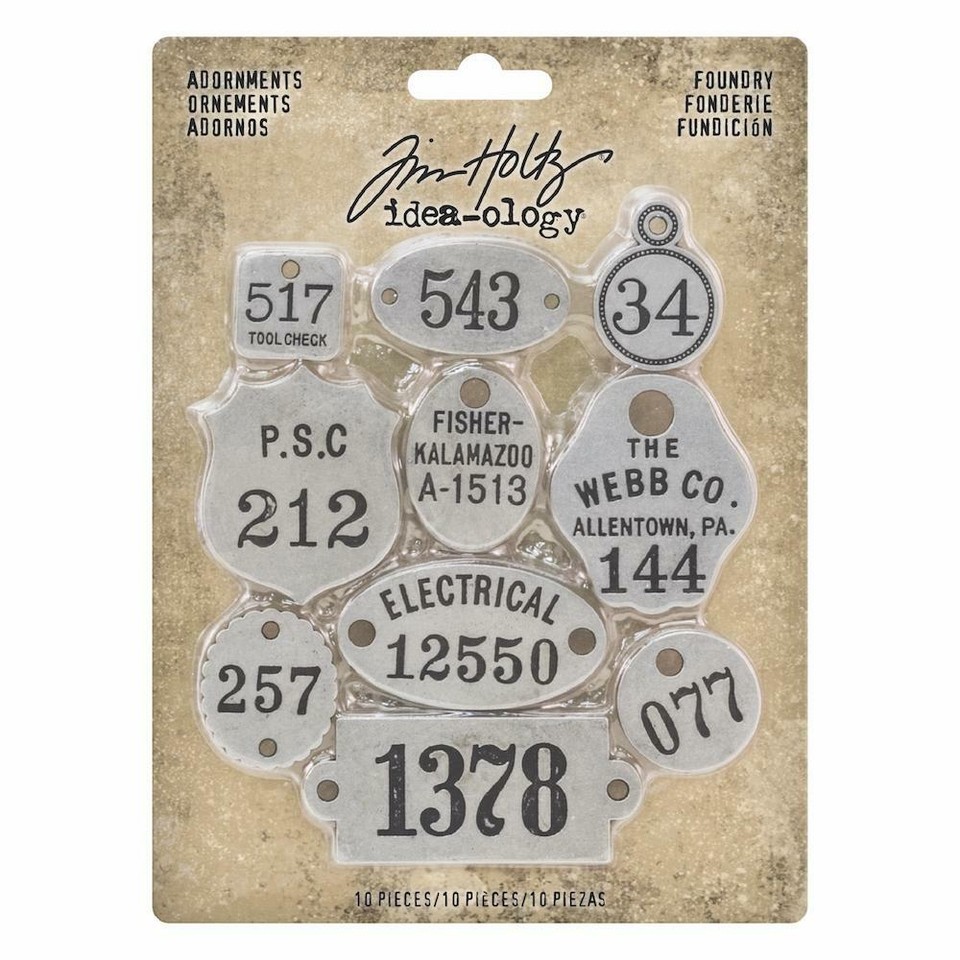 ADORNMENTS
ORNEMENTS
ADORNOS
FOUNDRY
FONDERIE
FUNDICIÓN
Tim Holtz
idea-ology
517
TOOL CHECK
543
34
P.S.C
212
FISHER-
KALAMAZOO
A-1513
THE
WEBB CO.
ALLENTOWN, PA.
144
ELECTRICAL
12550
257
077
1378
10 PIECES/10 PIÈCES/10 PIEZAS